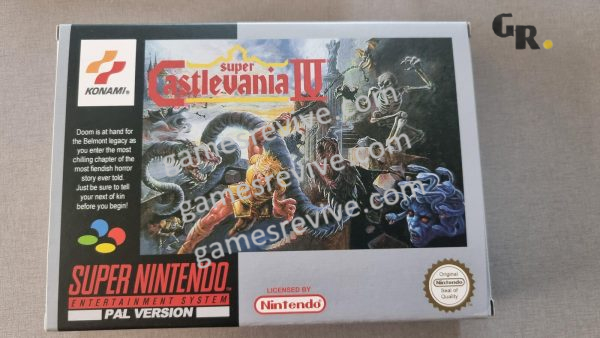 GR.
KONAMI®
super
Castlevania IV
Doom is at hand for
the Belmont legacy as
you enter the most
chilling chapter of the
most fiendish horror
story ever told.
Just be sure to tell
your next of kin
before you begin!
gamesrevive.com
gamesrevive.com
gamesrevive.com
SUPER NINTENDO
ENTERTAINMENT SYSTEM
PAL VERSION
LICENSED BY
Nintendo
Original
Nintendo
Seal of
Quality